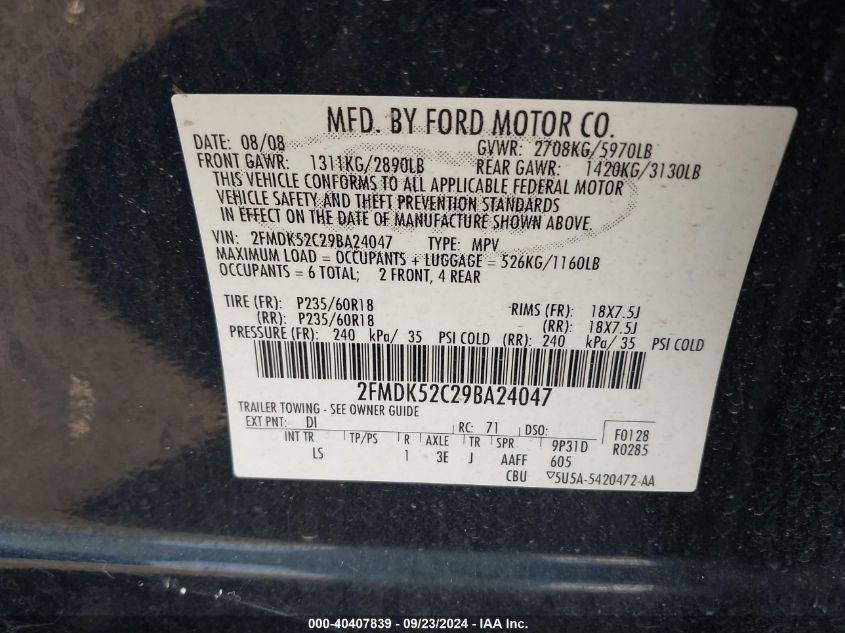 MFD. BY FORD MOTOR CO.
DATE: 08/08 GVWR: 2708KG/5970LB
FRONT GAWR: 1311KG/2890LB REAR GAWR: 1420KG/3130LB
THIS VEHICLE CONFORMS TO ALL APPLICABLE FEDERAL MOTOR
VEHICLE SAFETY AND THEFT PREVENTION STANDARDS
IN EFFECT ON THE DATE OF MANUFACTURE SHOWN ABOVE
VIN: 2FMDK52C29BA24047 TYPE: MPV
MAXIMUM LOAD = OCCUPANTS + LUGGAGE = 526KG/1160LB
OCCUPANTS = 6 TOTAL; 2 FRONT, 4 REAR
TIRE (FR): P235/60R18 RIMS (FR): 18X7.5J
(RR): P235/60R18 (RR): 18X7.5J
PRESSURE (FR): 240 kPa/ 35 PSI COLD (RR): 240 kPa/ 35 PSI COLD
2FMDK52C29BA24047
TRAILER TOWING - SEE OWNER GUIDE
EXT PNT: DI RC: 71 DSO: F0128
INT TR TP/PS R AXLE TR SPR 9P31D R0285
LS 1 3E J AAFF 605
CBU ▽5U5A-5420472-AA
000-40407839 - 09/23/2024 - IAA Inc.